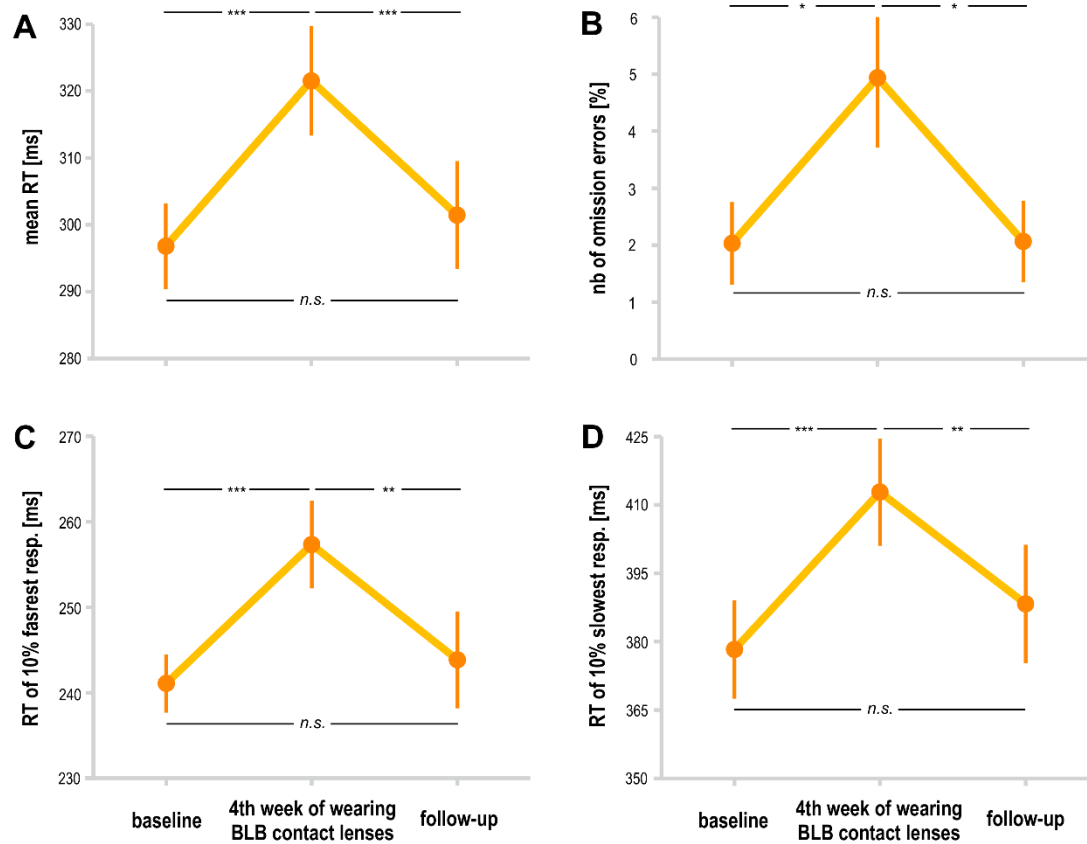 A
mean RT [ms]
330
320
310
300
290
280
*** ***
n.s.
B
nb of omission errors [%]
6
5
4
3
2
1
0
* *
n.s.
C
RT of 10% fasrest resp. [ms]
270
260
250
240
230
*** **
n.s.
baseline
4th week of wearing
BLB contact lenses
follow-up
D
RT of 10% slowest resp. [ms]
425
410
395
380
365
350
*** **
n.s.
baseline
4th week of wearing
BLB contact lenses
follow-up